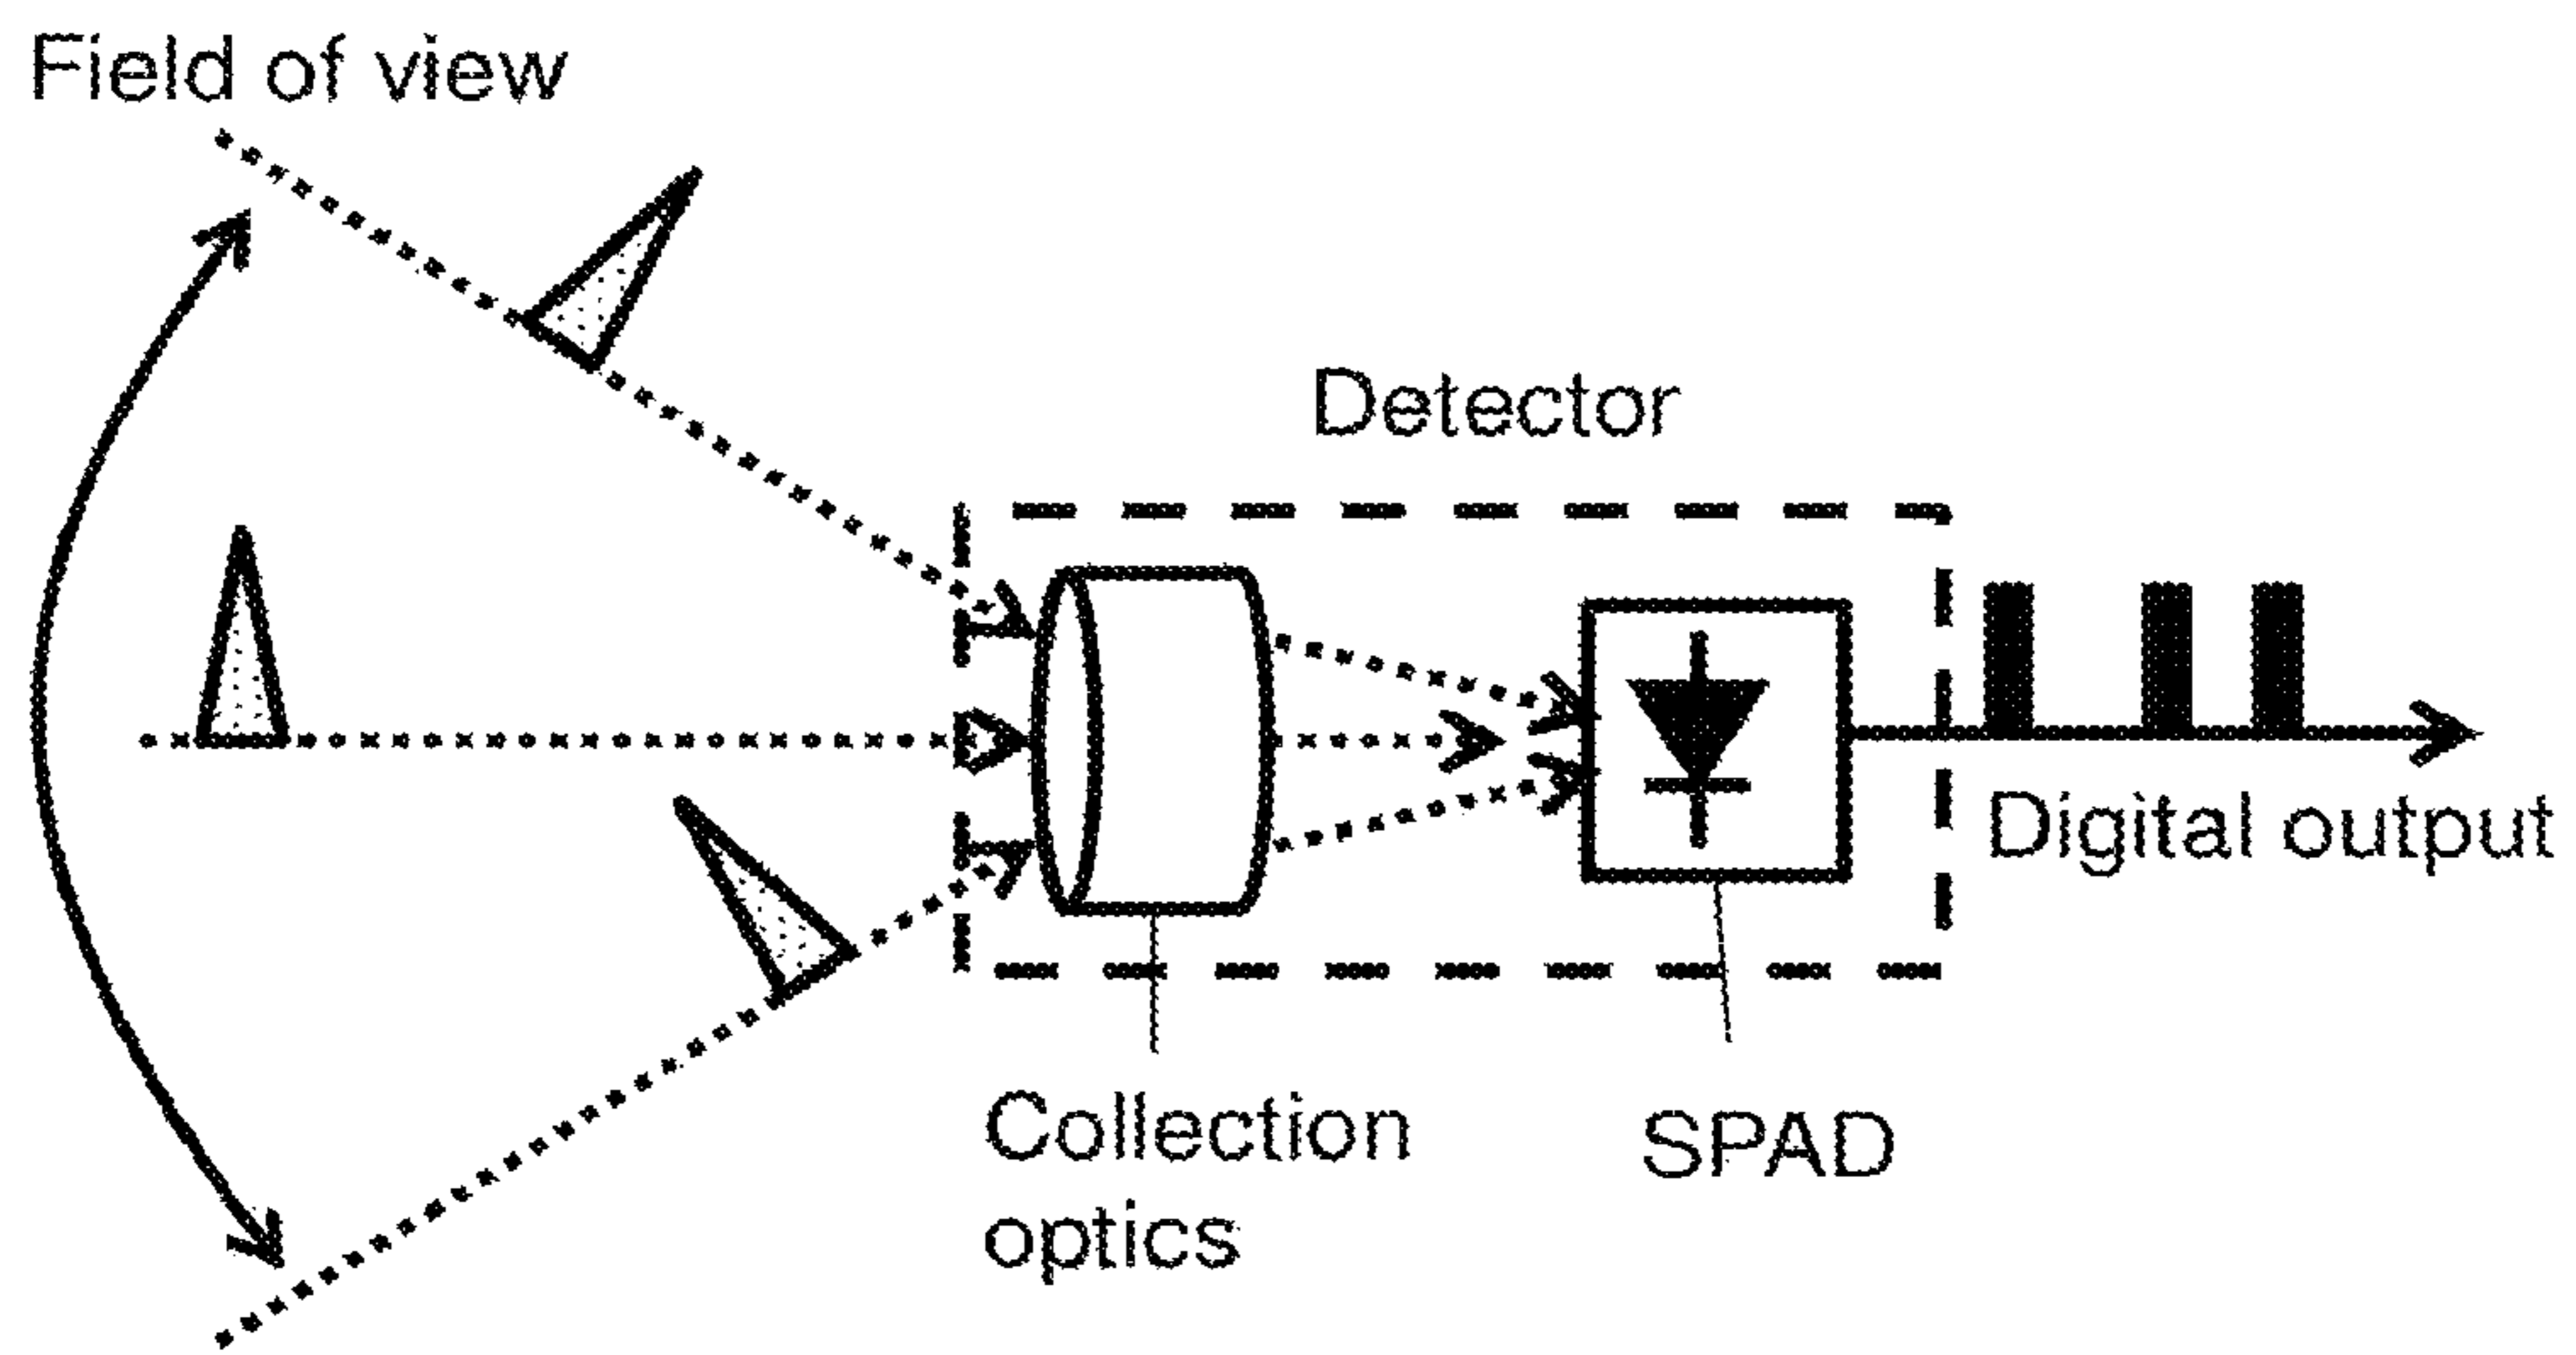 Field of view
Detector
Digital output
Collection
optics
SPAD